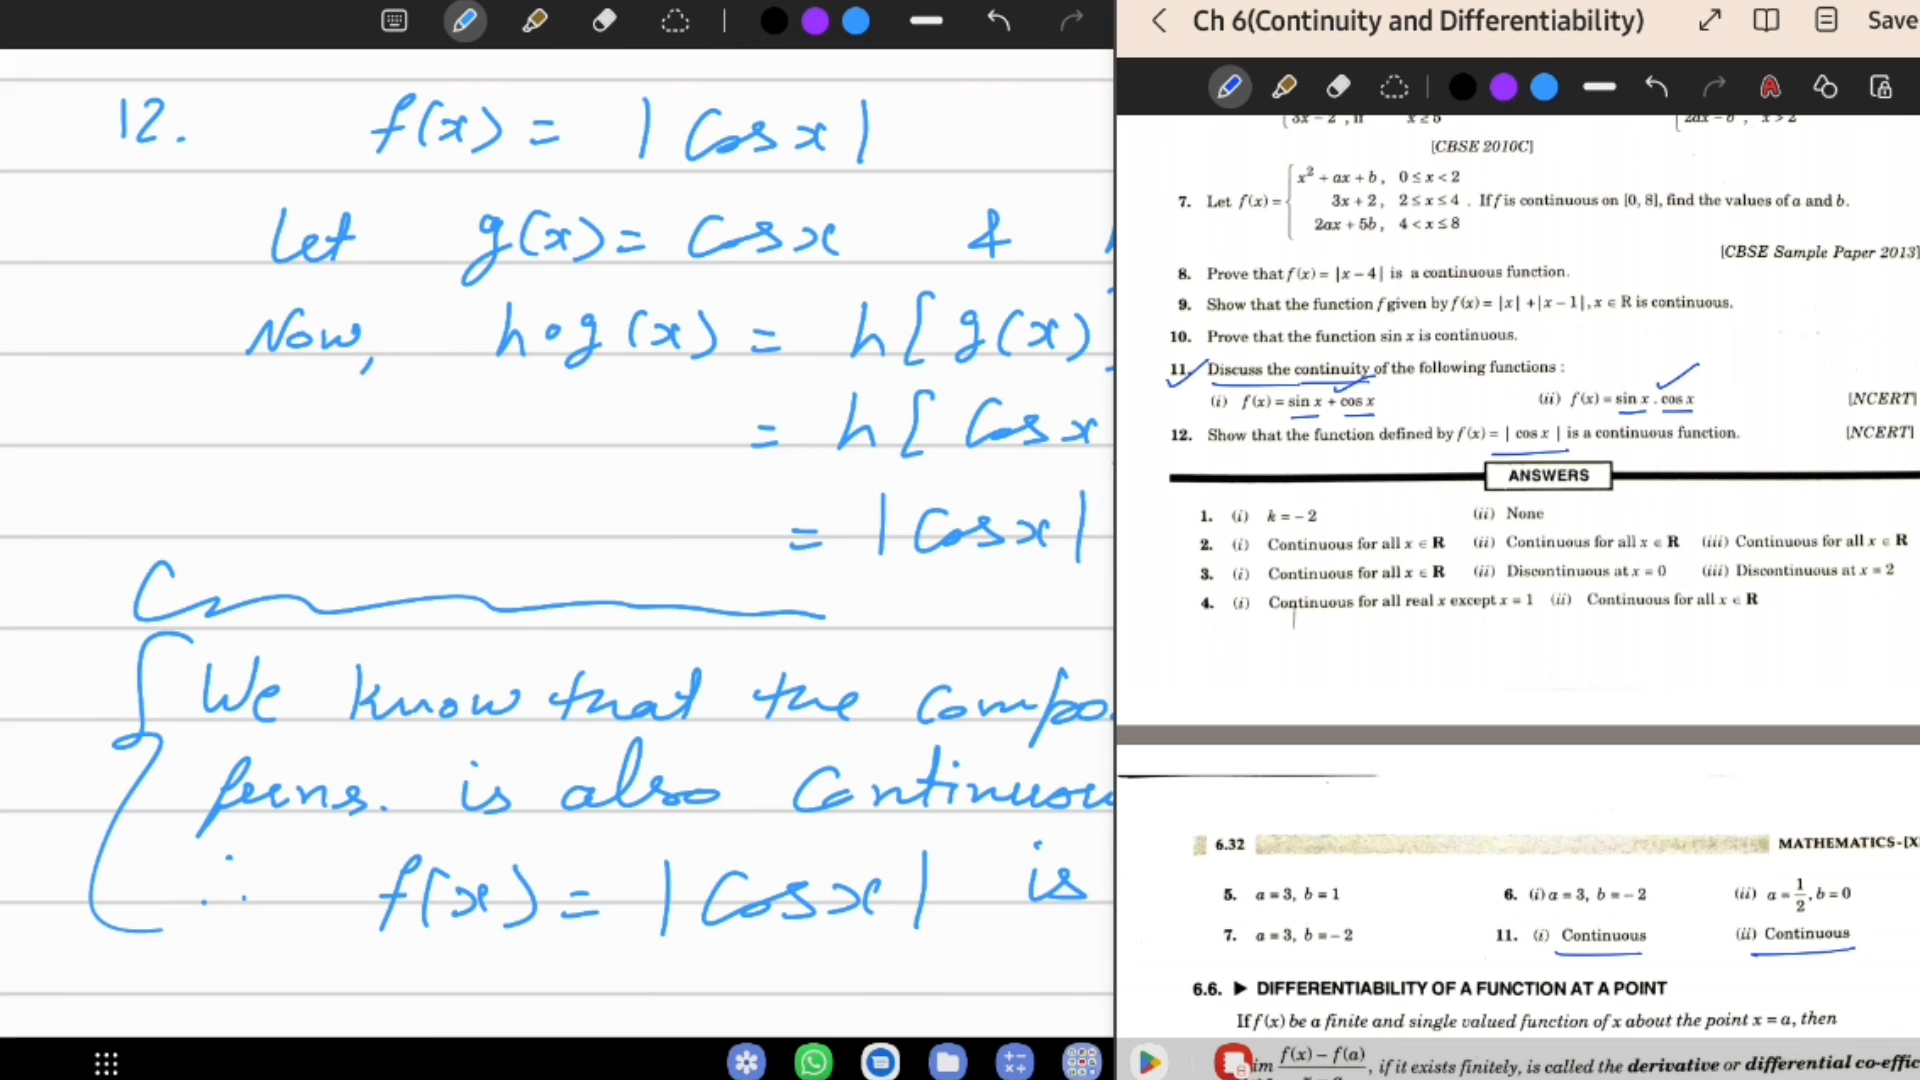 12. f(x) = | Cos x |
Let g(x) = Cos x &
Now, hog (x) = h [ g(x)
= h [ Cos x
= | Cos x |
We know that the compo
funs. is also Continuou
∴ f(x) = | Cos x | is
Ch 6(Continuity and Differentiability)
Save
3x − 2 , if x ≥ 5
2ax − b , x > 2
[CBSE 2010C]
7. Let f(x) = { x² + ax + b, 0 ≤ x < 2
3x + 2, 2 ≤ x ≤ 4 . If f is continuous on [0, 8], find the values of a and b.
2ax + 5b, 4 < x ≤ 8
[CBSE Sample Paper 2013]
8. Prove that f(x) = |x − 4| is a continuous function.
9. Show that the function f given by f(x) = |x| + |x − 1|, x ∈ R is continuous.
10. Prove that the function sin x is continuous.
11. Discuss the continuity of the following functions :
(i) f(x) = sin x + cos x (ii) f(x) = sin x . cos x [NCERT]
12. Show that the function defined by f(x) = | cos x | is a continuous function. [NCERT]
ANSWERS
1. (i) k = − 2 (ii) None
2. (i) Continuous for all x ∈ R (ii) Continuous for all x ∈ R (iii) Continuous for all x ∈ R
3. (i) Continuous for all x ∈ R (ii) Discontinuous at x = 0 (iii) Discontinuous at x = 2
4. (i) Continuous for all real x except x = 1 (ii) Continuous for all x ∈ R
6.32 MATHEMATICS-[X
5. a = 3, b = 1 6. (i) a = 3, b = − 2 (ii) a = 1/2, b = 0
7. a = 3, b = − 2 11. (i) Continuous (ii) Continuous
6.6. ▶ DIFFERENTIABILITY OF A FUNCTION AT A POINT
If f(x) be a finite and single valued function of x about the point x = a, then
im f(x) − f(a) , if it exists finitely, is called the derivative or differential co-effic